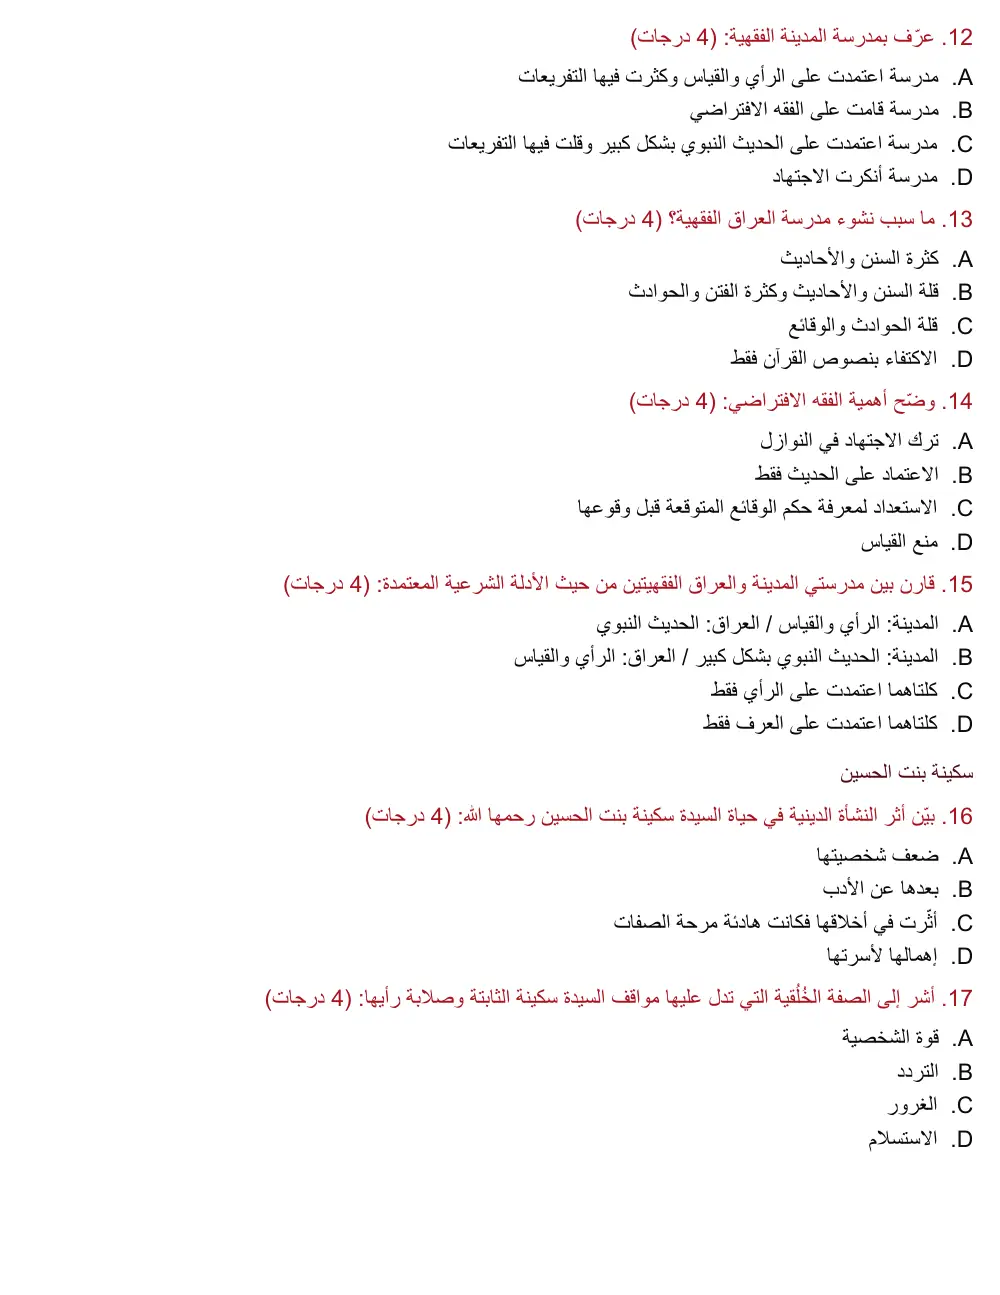 12. عرّف بمدرسة المدينة الفقهية: (4 درجات)
A. مدرسة اعتمدت على الرأي والقياس وكثرت فيها التفريعات
B. مدرسة قامت على الفقه الافتراضي
C. مدرسة اعتمدت على الحديث النبوي بشكل كبير وقلت فيها التفريعات
D. مدرسة أنكرت الاجتهاد
13. ما سبب نشوء مدرسة العراق الفقهية؟ (4 درجات)
A. كثرة السنن والأحاديث
B. قلة السنن والأحاديث وكثرة الفتن والحوادث
C. قلة الحوادث والوقائع
D. الاكتفاء بنصوص القرآن فقط
14. وضّح أهمية الفقه الافتراضي: (4 درجات)
A. ترك الاجتهاد في النوازل
B. الاعتماد على الحديث فقط
C. الاستعداد لمعرفة حكم الوقائع المتوقعة قبل وقوعها
D. منع القياس
15. قارن بين مدرستي المدينة والعراق الفقهيتين من حيث الأدلة الشرعية المعتمدة: (4 درجات)
A. المدينة: الرأي والقياس / العراق: الحديث النبوي
B. المدينة: الحديث النبوي بشكل كبير / العراق: الرأي والقياس
C. كلتاهما اعتمدت على الرأي فقط
D. كلتاهما اعتمدت على العرف فقط
سكينة بنت الحسين
16. بيّن أثر النشأة الدينية في حياة السيدة سكينة بنت الحسين رحمها الله: (4 درجات)
A. ضعف شخصيتها
B. بعدها عن الأدب
C. أثّرت في أخلاقها فكانت هادئة مرحة الصفات
D. إهمالها لأسرتها
17. أشر إلى الصفة الخُلُقية التي تدل عليها مواقف السيدة سكينة الثابتة وصلابة رأيها: (4 درجات)
A. قوة الشخصية
B. التردد
C. الغرور
D. الاستسلام